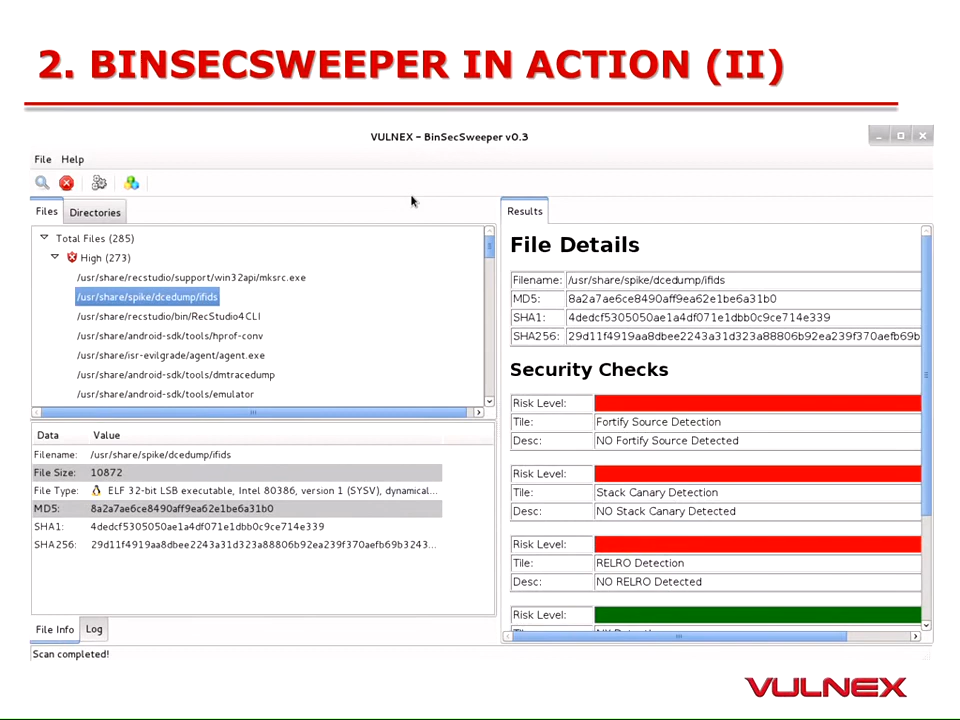 2. BINSECSWEEPER IN ACTION (II)
VULNEX - BinSecSweeper v0.3
File Help
Files Directories
Total Files (285)
High (273)
/usr/share/recstudio/support/win32api/mksrc.exe
/usr/share/spike/dcedump/ifids
/usr/share/recstudio/bin/RecStudio4CLI
/usr/share/android-sdk/tools/hprof-conv
/usr/share/isr-evilgrade/agent/agent.exe
/usr/share/android-sdk/tools/dmtracedump
/usr/share/android-sdk/tools/emulator
Data Value
Filename: /usr/share/spike/dcedump/ifids
File Size: 10872
File Type: ELF 32-bit LSB executable, Intel 80386, version 1 (SYSV), dynamical...
MD5: 8a2a7ae6ce8490aff9ea62e1be6a31b0
SHA1: 4dedcf5305050ae1a4df071e1dbb0c9ce714e339
SHA256: 29d11f4919aa8dbee2243a31d323a88806b92ea239f370aefb69b3243...
File Info Log
Scan completed!
Results
File Details
Filename: /usr/share/spike/dcedump/ifids
MD5: 8a2a7ae6ce8490aff9ea62e1be6a31b0
SHA1: 4dedcf5305050ae1a4df071e1dbb0c9ce714e339
SHA256: 29d11f4919aa8dbee2243a31d323a88806b92ea239f370aefb69b
Security Checks
Risk Level:
Tile: Fortify Source Detection
Desc: NO Fortify Source Detected
Risk Level:
Tile: Stack Canary Detection
Desc: NO Stack Canary Detected
Risk Level:
Tile: RELRO Detection
Desc: NO RELRO Detected
Risk Level:
VULNEX